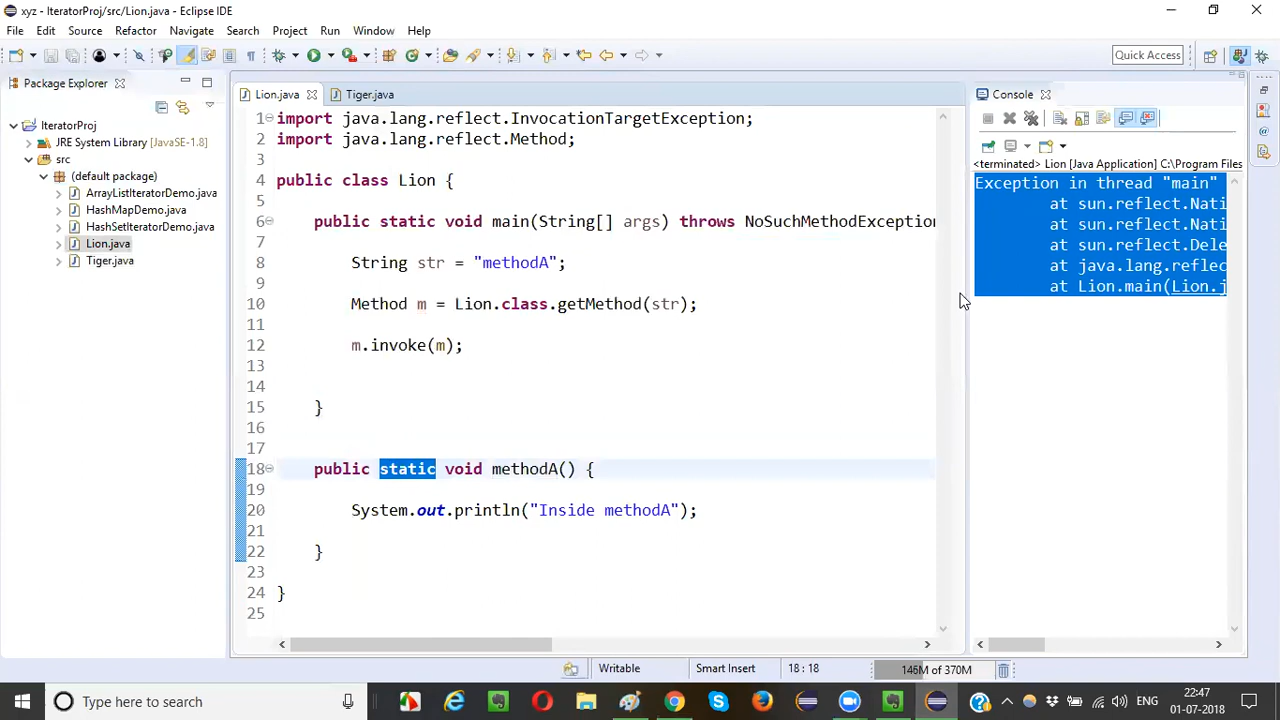 xyz - IteratorProj/src/Lion.java - Eclipse IDE
File Edit Source Refactor Navigate Search Project Run Window Help
Quick Access
Package Explorer
IteratorProj
JRE System Library [JavaSE-1.8]
src
(default package)
ArrayListIteratorDemo.java
HashMapDemo.java
HashSetIteratorDemo.java
Lion.java
Tiger.java
Lion.java Tiger.java
1 import java.lang.reflect.InvocationTargetException;
2 import java.lang.reflect.Method;
3
4 public class Lion {
5
6 public static void main(String[] args) throws NoSuchMethodException
7
8 String str = "methodA";
9
10 Method m = Lion.class.getMethod(str);
11
12 m.invoke(m);
13
14
15 }
16
17
18 public static void methodA() {
19
20 System.out.println("Inside methodA");
21
22 }
23
24 }
25
Console
<terminated> Lion [Java Application] C:\Program Files
Exception in thread "main"
at sun.reflect.Nati
at sun.reflect.Nati
at sun.reflect.Dele
at java.lang.reflec
at Lion.main(Lion.j
Writable Smart Insert 18 : 18 145M of 370M
Type here to search
ENG
22:47
01-07-2018